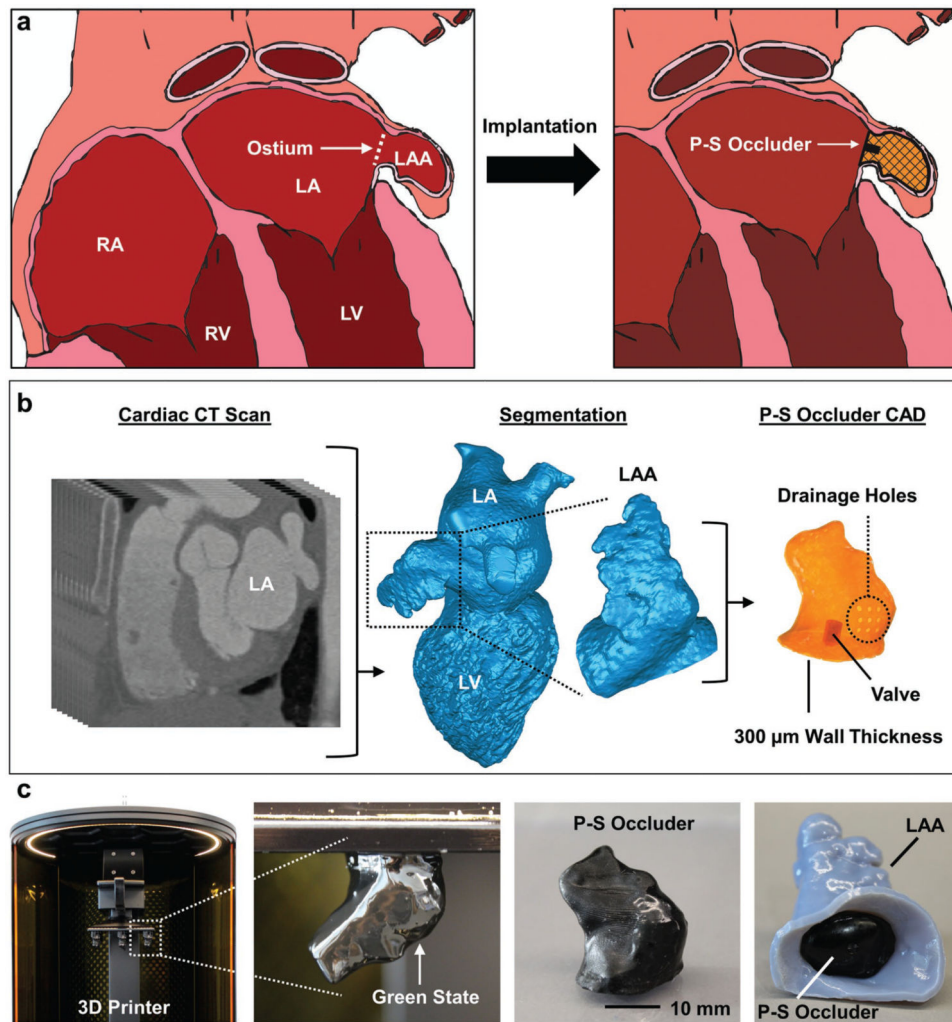 a
Implantation
Ostium
LAA
P-S Occluder
LA
RA
RV
LV
b
Cardiac CT Scan
Segmentation
P-S Occluder CAD
LA
LAA
Drainage Holes
LA
LV
Valve
300 µm Wall Thickness
c
P-S Occluder
LAA
Green State
3D Printer
10 mm
P-S Occluder